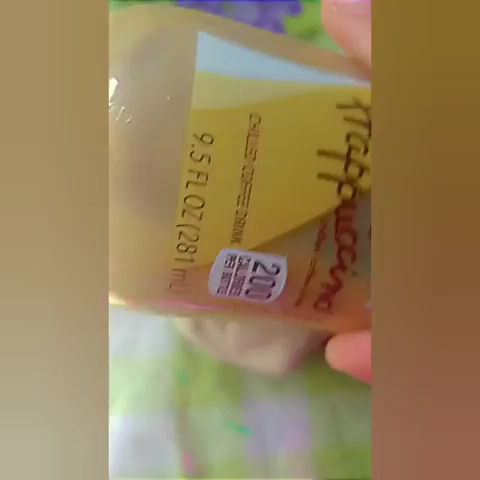 frappuccino
CHILLED COFFEE DRINK
200
CALORIES
PER BOTTLE
9.5 FL OZ (281 mL)